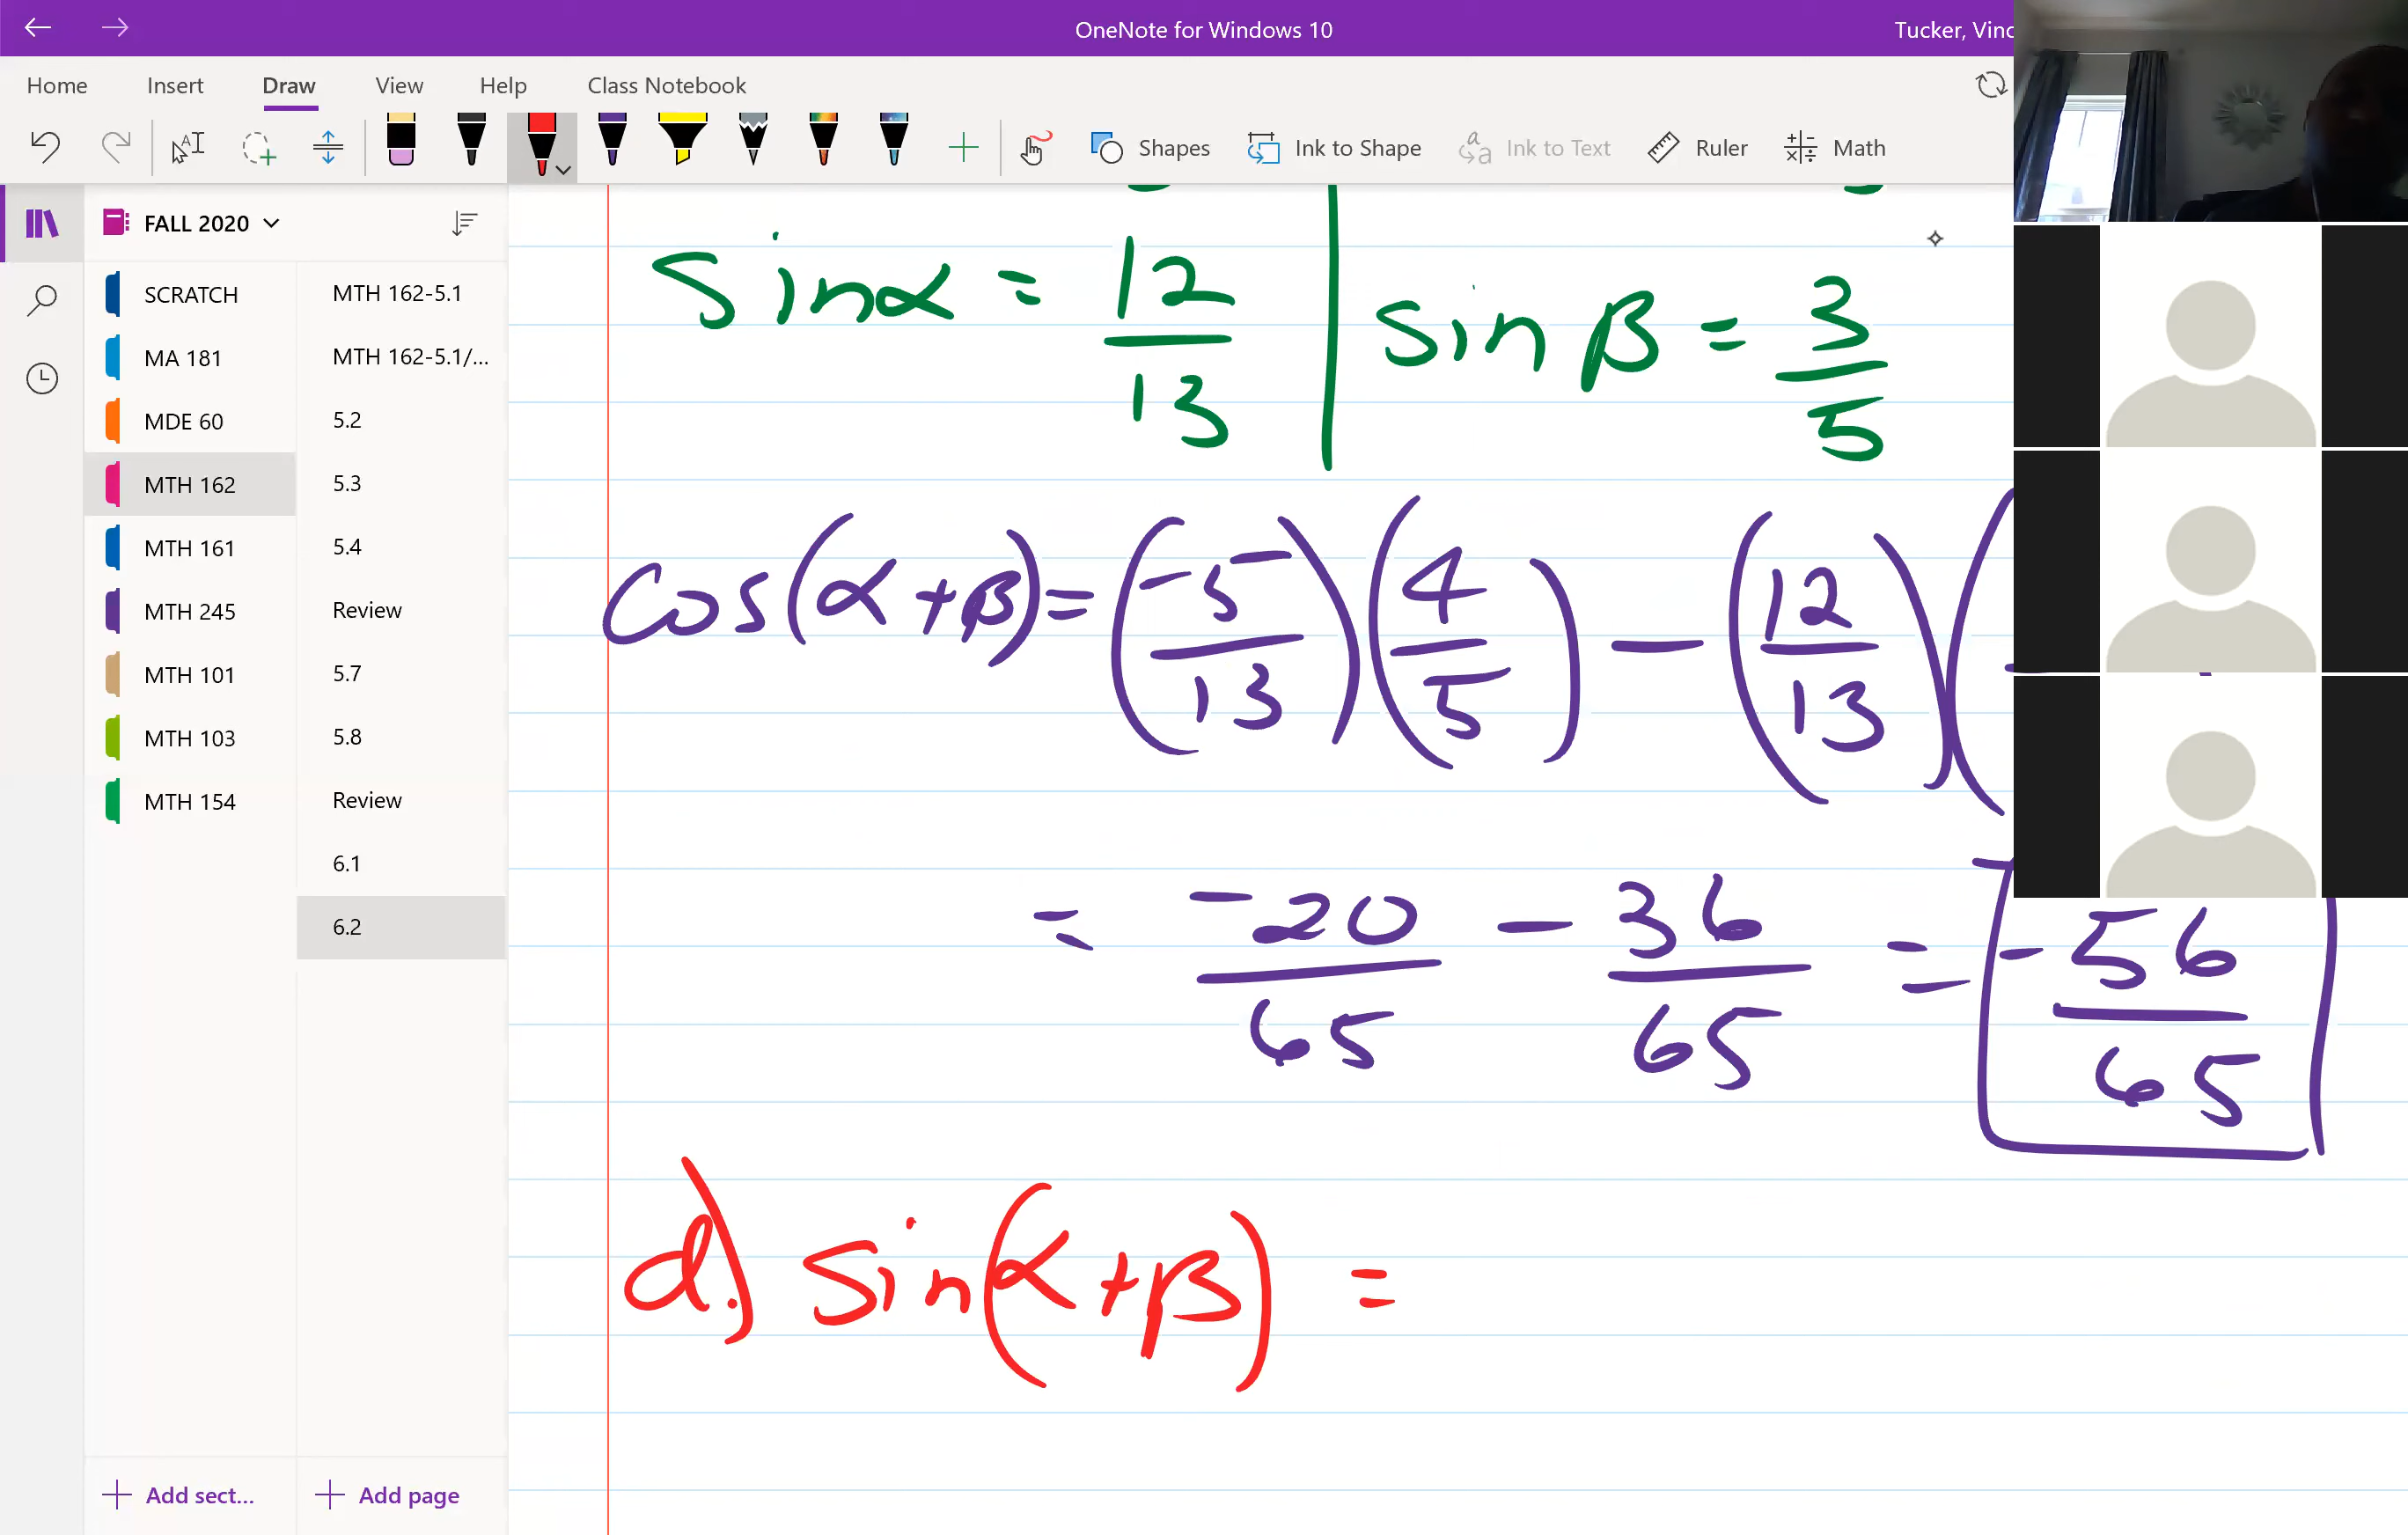 OneNote for Windows 10
Tucker, Vinc
Home Insert Draw View Help Class Notebook
Shapes Ink to Shape Ink to Text Ruler Math
FALL 2020
SCRATCH
MA 181
MDE 60
MTH 162
MTH 161
MTH 245
MTH 101
MTH 103
MTH 154
MTH 162-5.1
MTH 162-5.1/...
5.2
5.3
5.4
Review
5.7
5.8
Review
6.1
6.2
Add sect...
Add page
sin α = 12/13 | sin β = 3/5
cos(α+β) = (-5/13)(4/5) - (12/13)(
= -20/65 - 36/65 = -56/65
d.) sin(α+β) =